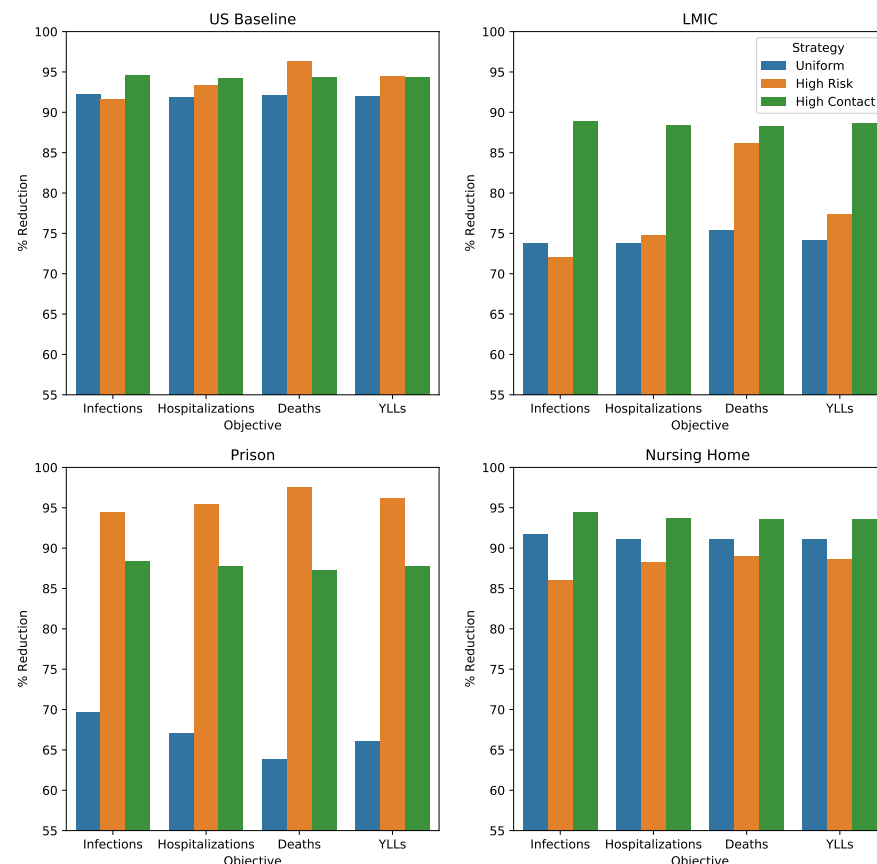 US Baseline
100
95
90
85
80
75
70
65
60
55
% Reduction
Infections Hospitalizations Deaths YLLs
Objective
LMIC
100
95
90
85
80
75
70
65
60
55
% Reduction
Strategy
Uniform
High Risk
High Contact
Infections Hospitalizations Deaths YLLs
Objective
Prison
100
95
90
85
80
75
70
65
60
55
% Reduction
Infections Hospitalizations Deaths YLLs
Objective
Nursing Home
100
95
90
85
80
75
70
65
60
55
% Reduction
Infections Hospitalizations Deaths YLLs
Objective